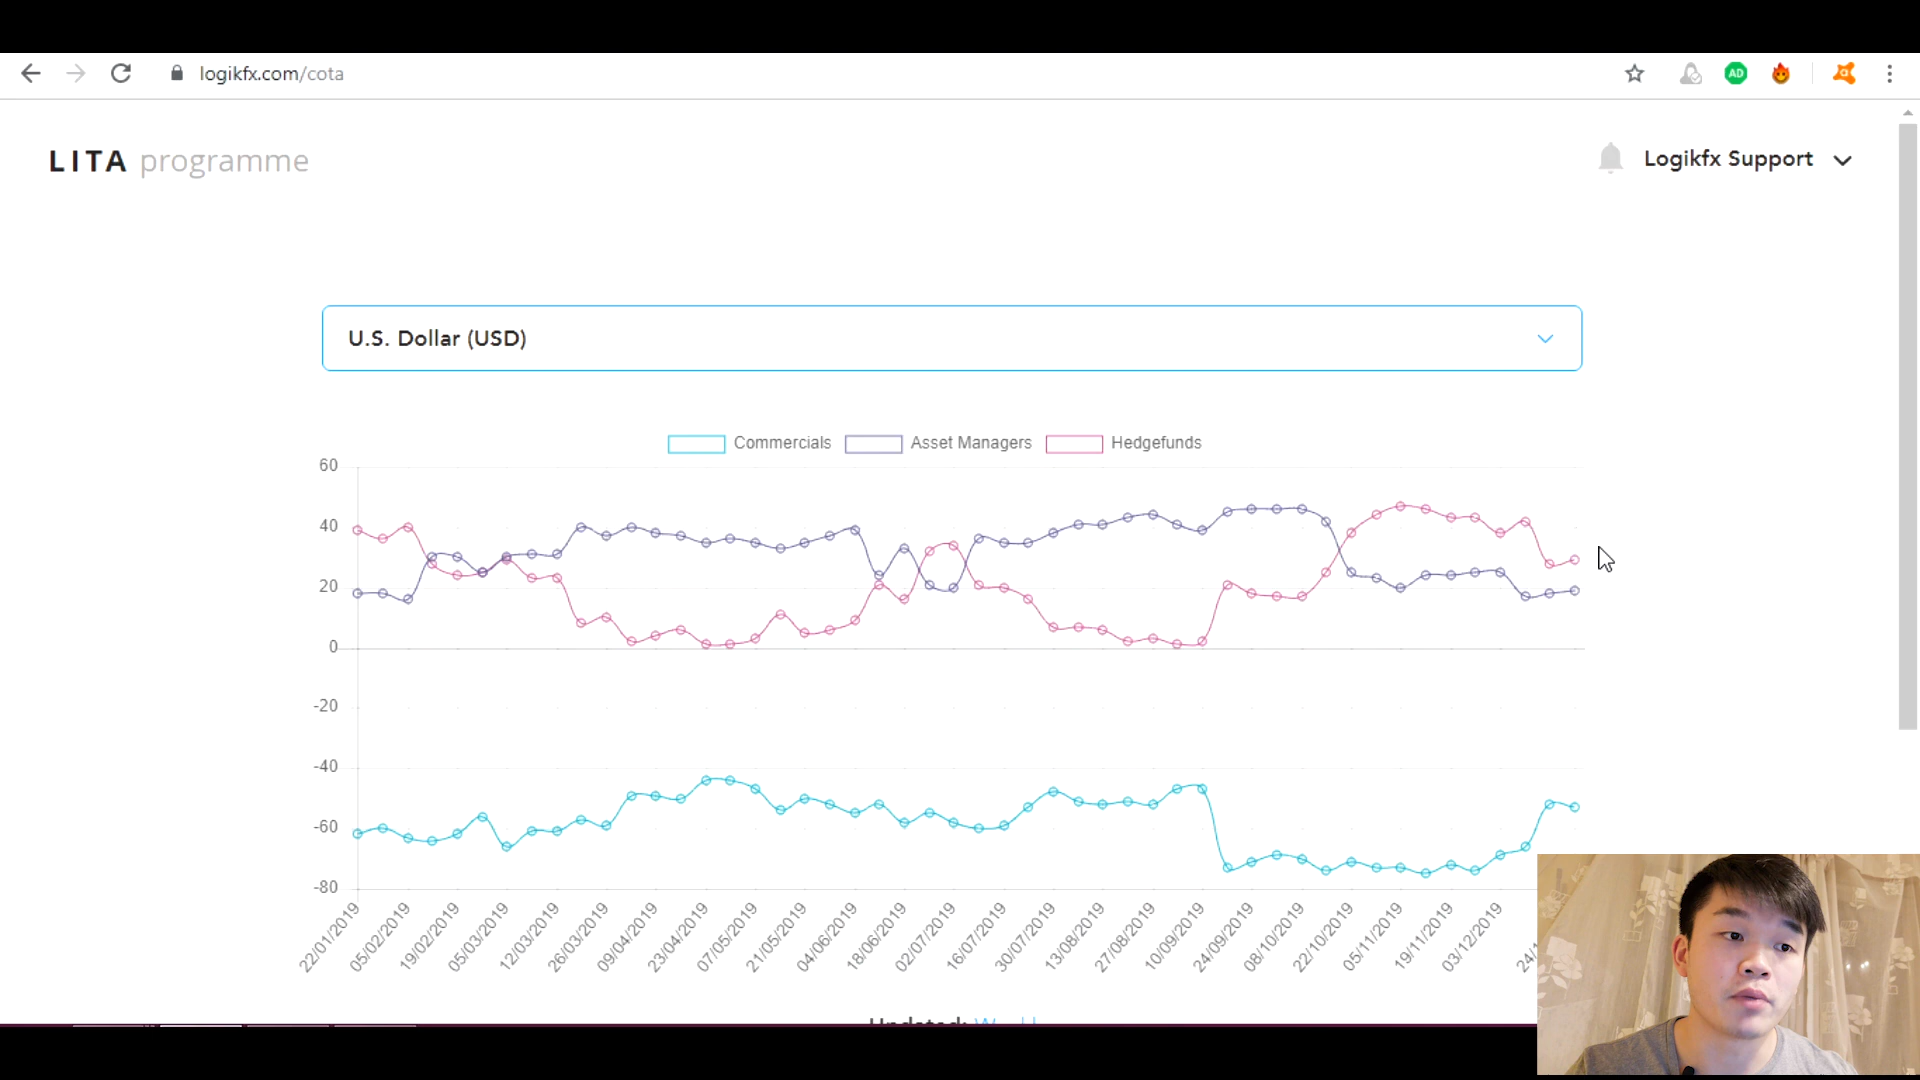 logikfx.com/cota
AD
LITA programme
Logikfx Support
U.S. Dollar (USD)
Commercials Asset Managers Hedgefunds
60
40
20
0
-20
-40
-60
-80
22/01/2019 05/02/2019 19/02/2019 05/03/2019 12/03/2019 26/03/2019 09/04/2019 23/04/2019 07/05/2019 21/05/2019 04/06/2019 18/06/2019 02/07/2019 16/07/2019 30/07/2019 13/08/2019 27/08/2019 10/09/2019 24/09/2019 08/10/2019 22/10/2019 05/11/2019 19/11/2019 03/12/2019
Updated: